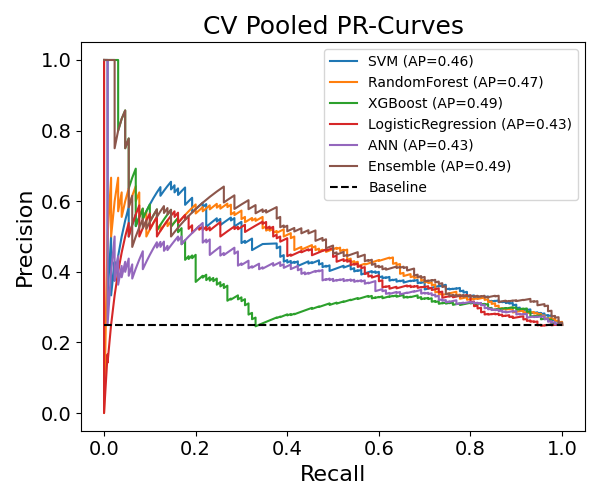 CV Pooled PR-Curves
SVM (AP=0.46)
RandomForest (AP=0.47)
XGBoost (AP=0.49)
LogisticRegression (AP=0.43)
ANN (AP=0.43)
Ensemble (AP=0.49)
Baseline
Precision
1.0
0.8
0.6
0.4
0.2
0.0
0.0 0.2 0.4 0.6 0.8 1.0
Recall